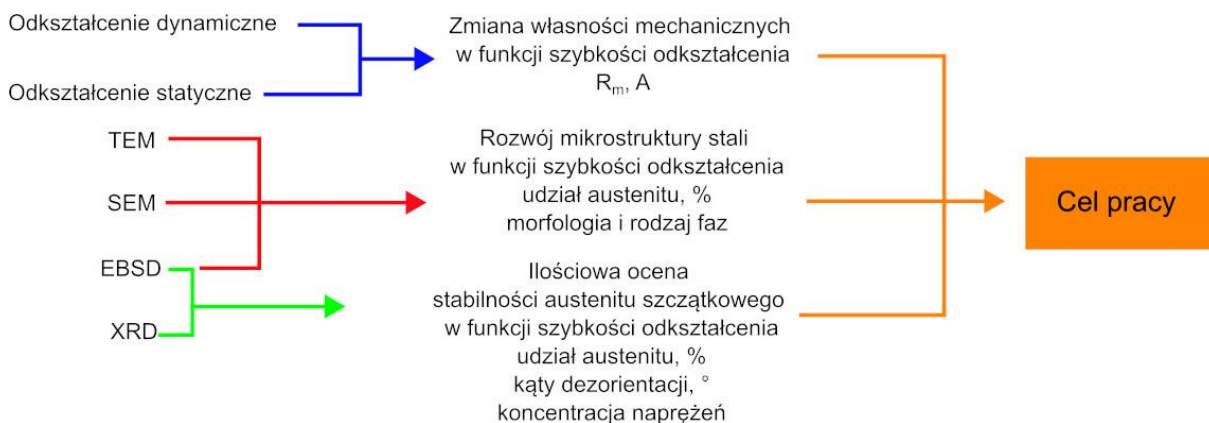 Odkształcenie dynamiczne
Odkształcenie statyczne
Zmiana własności mechanicznych
w funkcji szybkości odkształcenia
Rm, A
TEM
SEM
EBSD
XRD
Rozwój mikrostruktury stali
w funkcji szybkości odkształcenia
udział austenitu, %
morfologia i rodzaj faz
Ilościowa ocena
stabilności austenitu szczątkowego
w funkcji szybkości odkształcenia
udział austenitu, %
kąty dezorientacji, °
koncentracja naprężeń
Cel pracy